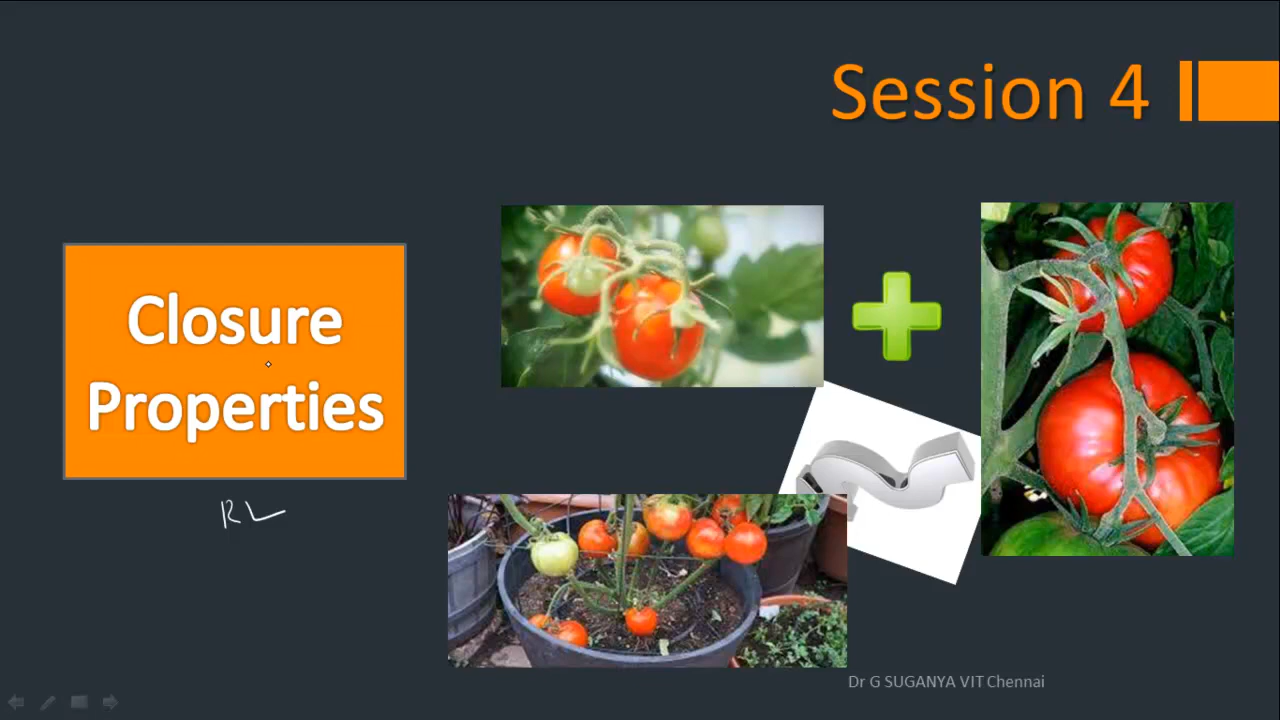 Session 4
Closure
Properties
RL
Dr G SUGANYA VIT Chennai